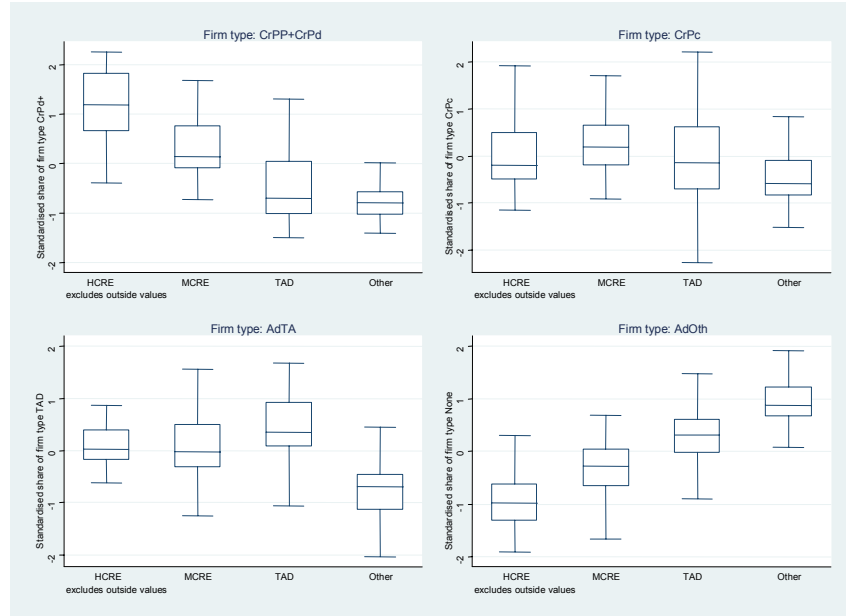 Firm type: CrPP+CrPd
Standardised share of firm type CrPd+
2
1
0
-1
-2
HCRE MCRE TAD Other
excludes outside values
Firm type: CrPc
Standardised share of firm type CrPc
2
1
0
-1
-2
HCRE MCRE TAD Other
excludes outside values
Firm type: AdTA
Standardised share of firm type TAD
2
1
0
-1
-2
HCRE MCRE TAD Other
excludes outside values
Firm type: AdOth
Standardised share of firm type None
2
1
0
-1
-2
HCRE MCRE TAD Other
excludes outside values